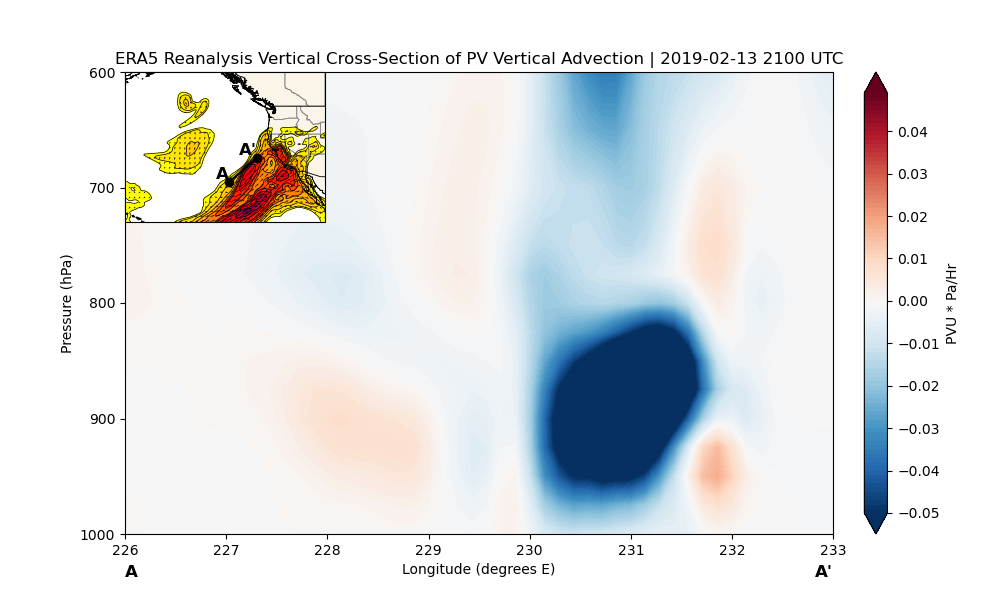 ERA5 Reanalysis Vertical Cross-Section of PV Vertical Advection | 2019-02-13 2100 UTC
A'
A
600
700
800
900
1000
Pressure (hPa)
226
227
228
229
230
231
232
233
Longitude (degrees E)
A
A'
0.04
0.03
0.02
0.01
0.00
−0.01
−0.02
−0.03
−0.04
−0.05
PVU * Pa/Hr